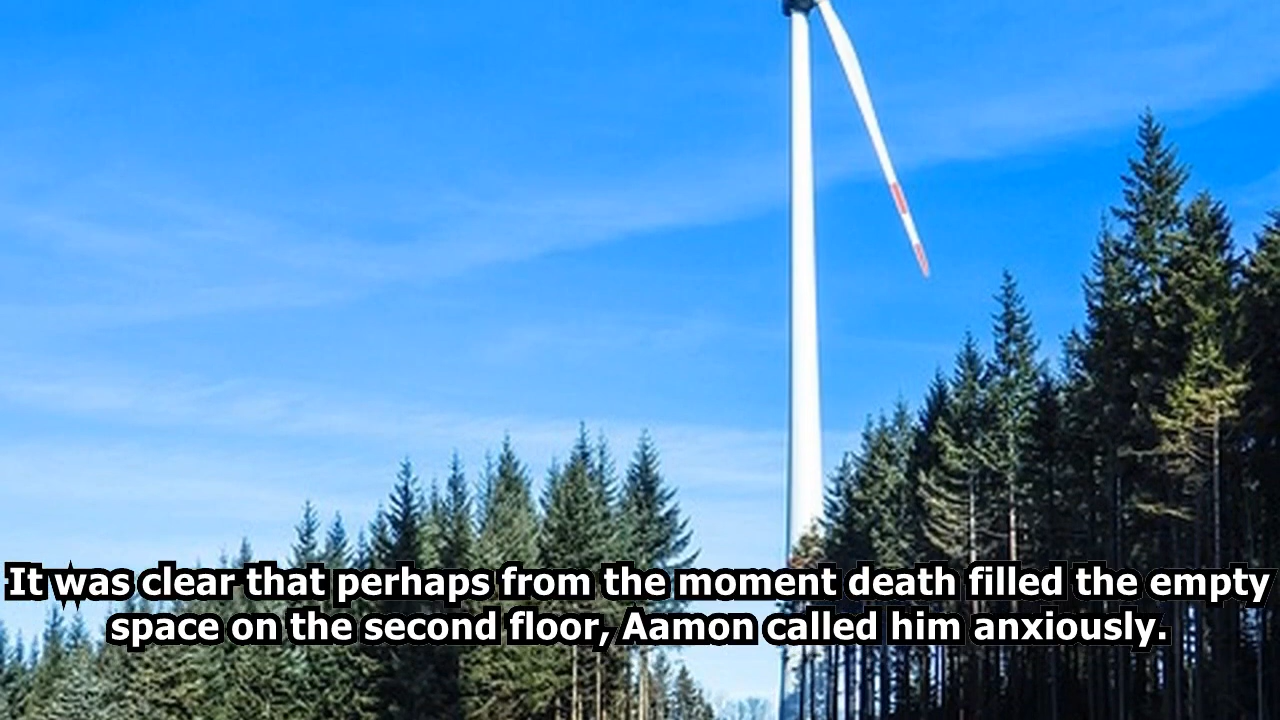 It was clear that perhaps from the moment death filled the empty
space on the second floor, Aamon called him anxiously.